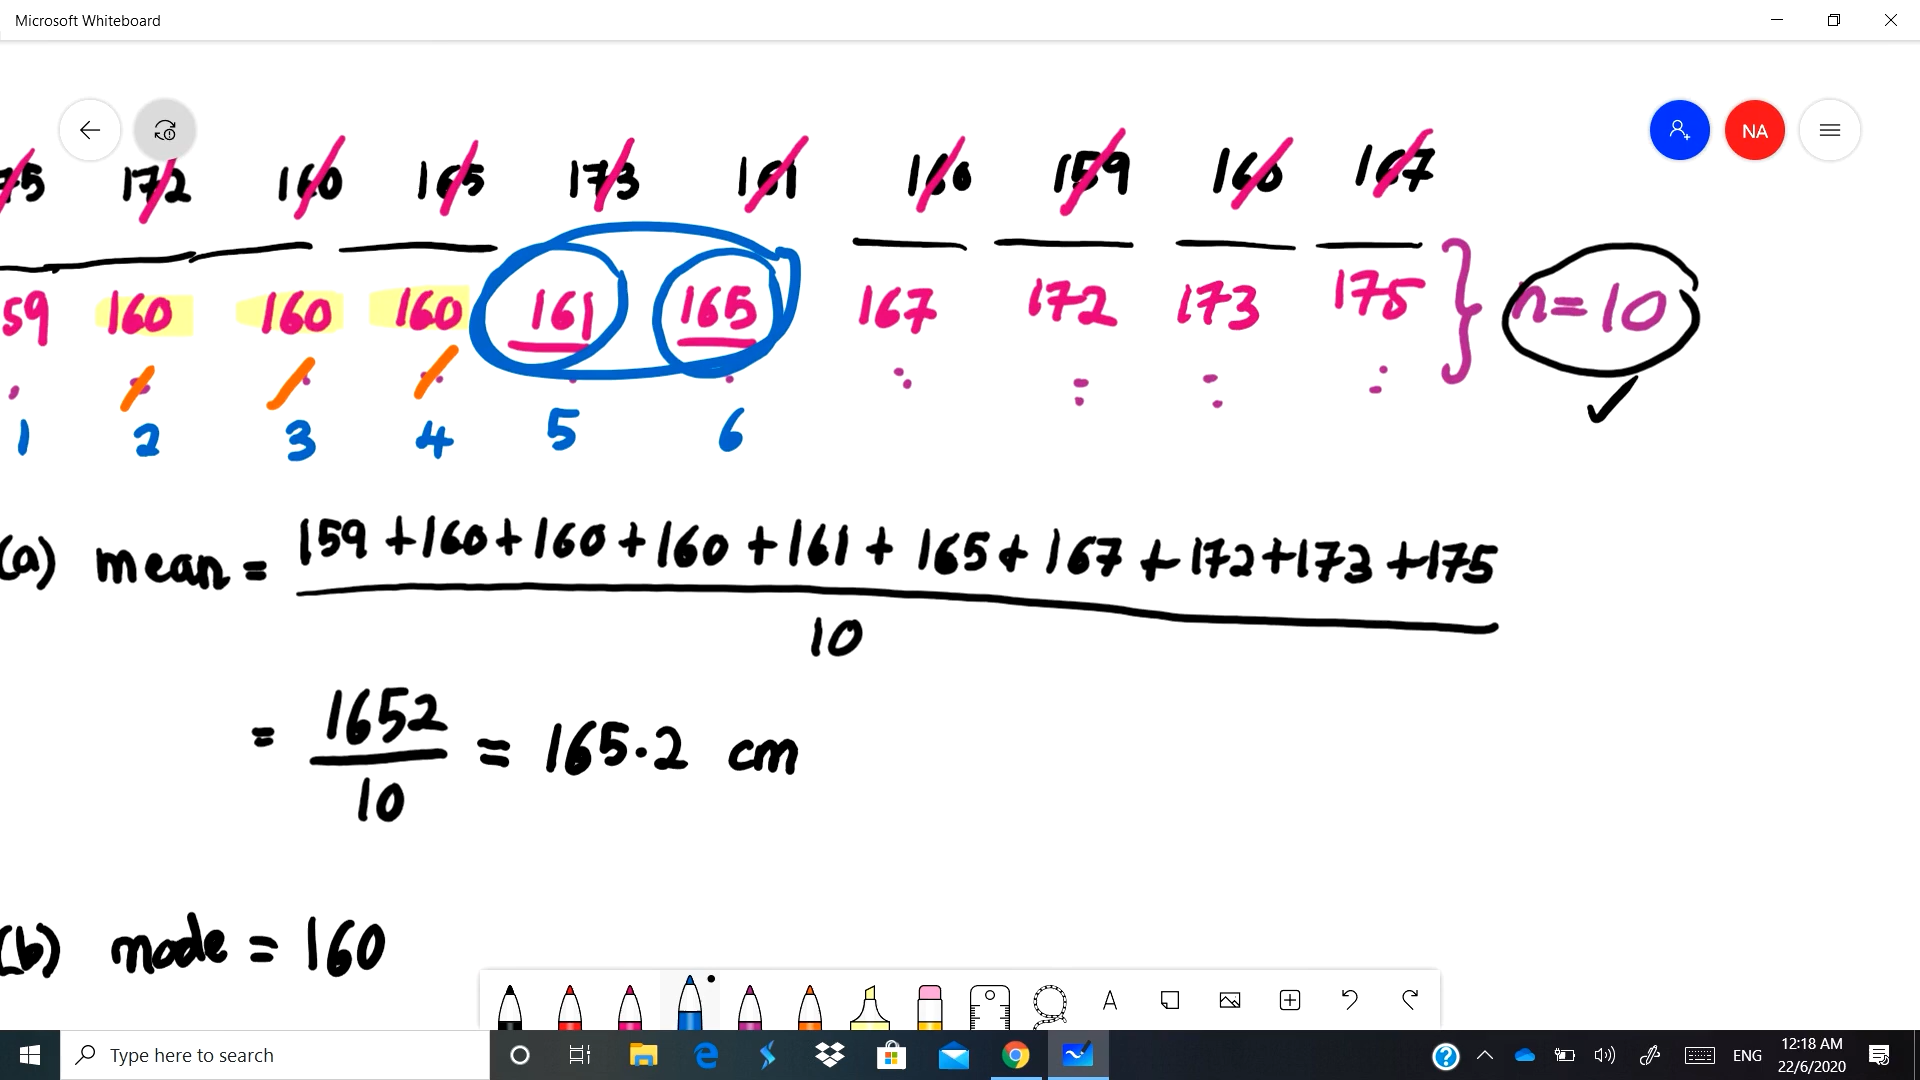 Microsoft Whiteboard
NA
75 172 160 165 173 161 160 159 160 167
59 160 160 160 161 165 167 172 173 175 } n=10 ✓
1 2 3 4 5 6
(a) mean = 159 +160+160 +160 +161 + 165+ 167 +172+173 +175
10
= 1652 = 165.2 cm
10
(b) mode = 160
A
Type here to search
ENG
12:18 AM
22/6/2020